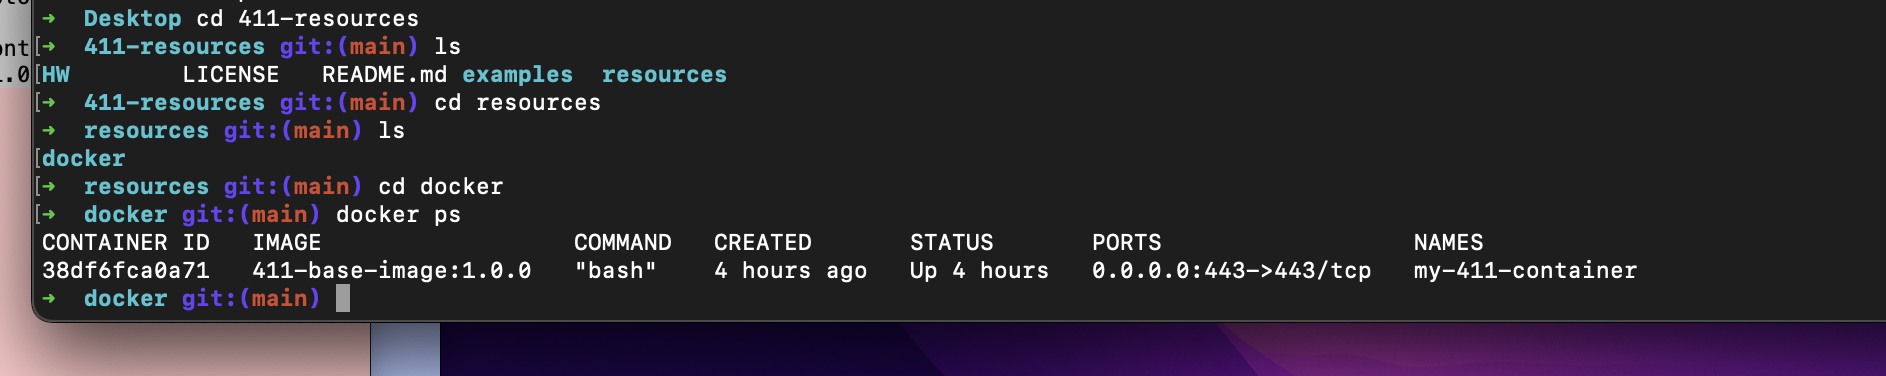 ➜ Desktop cd 411-resources
➜ 411-resources git:(main) ls
HW LICENSE README.md examples resources
➜ 411-resources git:(main) cd resources
➜ resources git:(main) ls
docker
➜ resources git:(main) cd docker
➜ docker git:(main) docker ps
CONTAINER ID IMAGE COMMAND CREATED STATUS PORTS NAMES
38df6fca0a71 411-base-image:1.0.0 "bash" 4 hours ago Up 4 hours 0.0.0.0:443->443/tcp my-411-container
➜ docker git:(main)